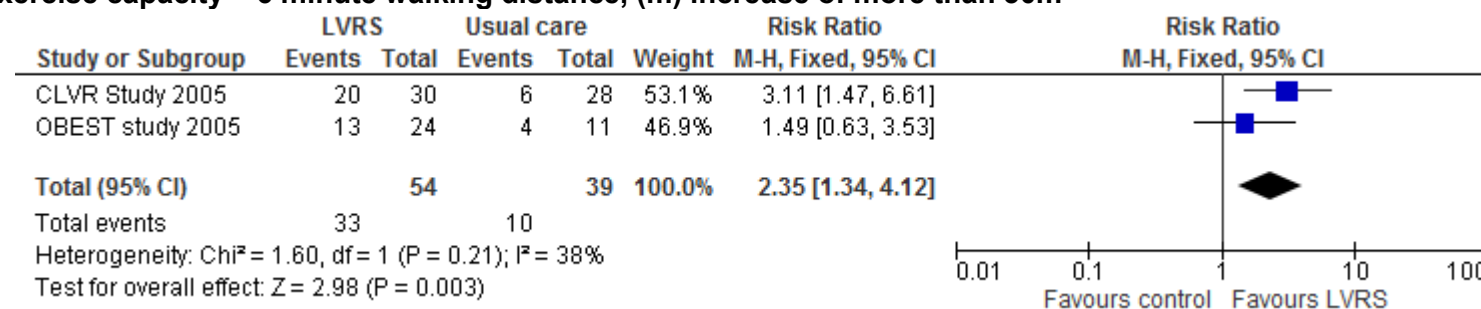 LVRS Usual care Risk Ratio Risk Ratio
Study or Subgroup Events Total Events Total Weight M-H, Fixed, 95% CI M-H, Fixed, 95% CI
CLVR Study 2005 20 30 6 28 53.1% 3.11 [1.47, 6.61]
OBEST study 2005 13 24 4 11 46.9% 1.49 [0.63, 3.53]
Total (95% CI) 54 39 100.0% 2.35 [1.34, 4.12]
Total events 33 10
Heterogeneity: Chi² = 1.60, df = 1 (P = 0.21); I² = 38%
Test for overall effect: Z = 2.98 (P = 0.003)
0.01 0.1 1 10 100
Favours control Favours LVRS